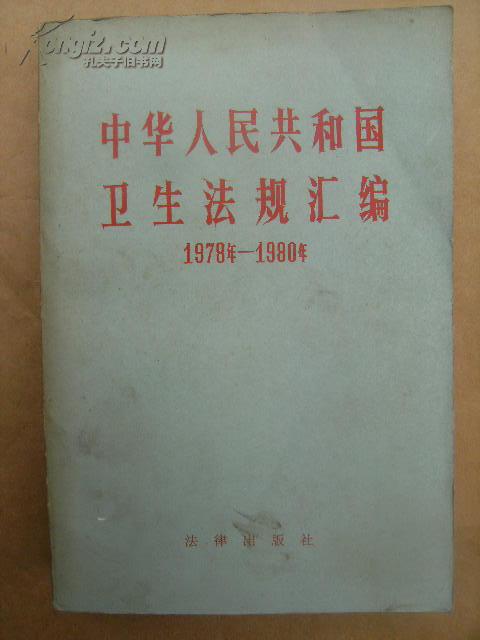 Kongfz.com
孔夫子旧书网
中华人民共和国
卫生法规汇编
1978年—1980年
法律出版社